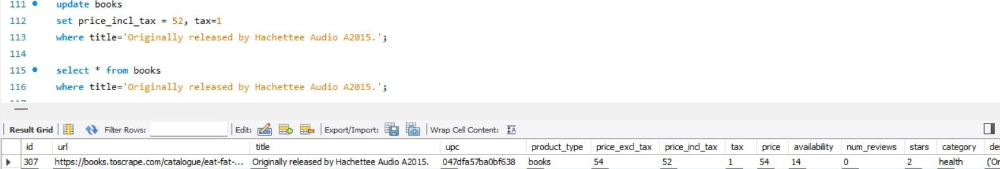 111 update books
112 set price_incl_tax = 52, tax=1
113 where title='Originally released by Hachettee Audio A2015.';
114
115 select * from books
116 where title='Originally released by Hachettee Audio A2015.';
Result Grid Filter Rows: Edit: Export/Import: Wrap Cell Content:
id url title upc product_type price_excl_tax price_incl_tax tax price availability num_reviews stars category
307 https://books.toscrape.com/catalogue/eat-fat-... Originally released by Hachettee Audio A2015. 047dfa57ba0bf638 books 54 52 1 54 14 0 2 health